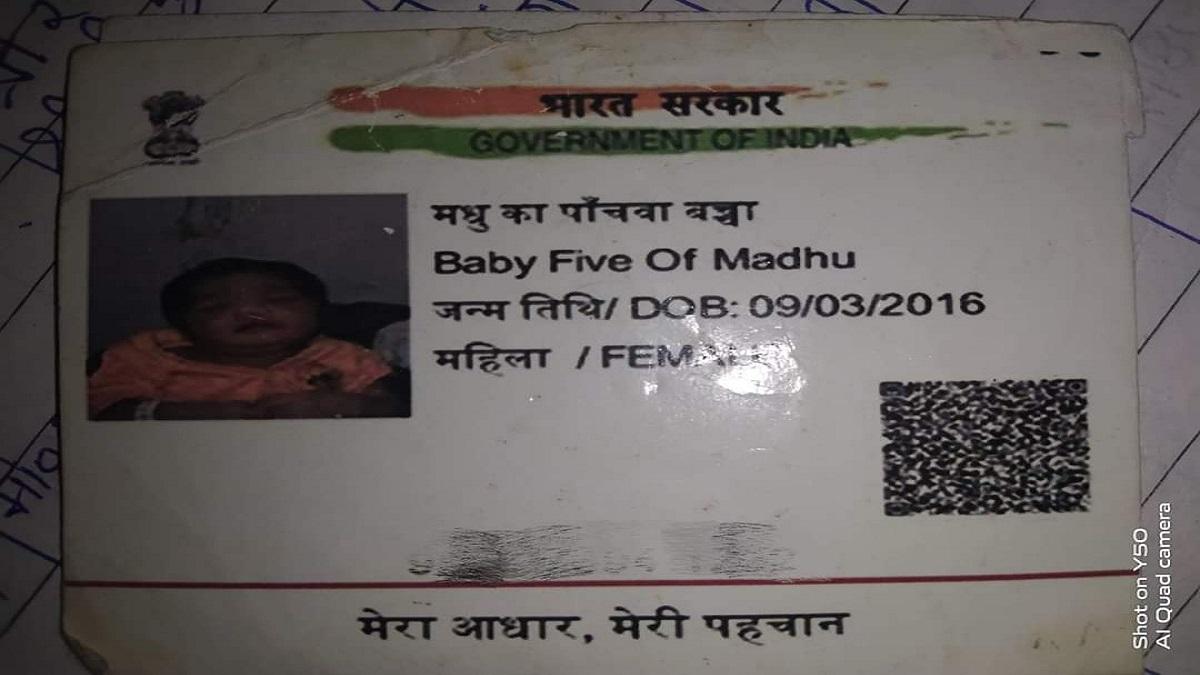 भारत सरकार
GOVERNMENT OF INDIA
मधु का पाँचवा बच्चा
Baby Five Of Madhu
जन्म तिथि/ DOB: 09/03/2016
महिला / FEMALE
मेरा आधार, मेरी पहचान
Shot on Y50
AI Quad camera